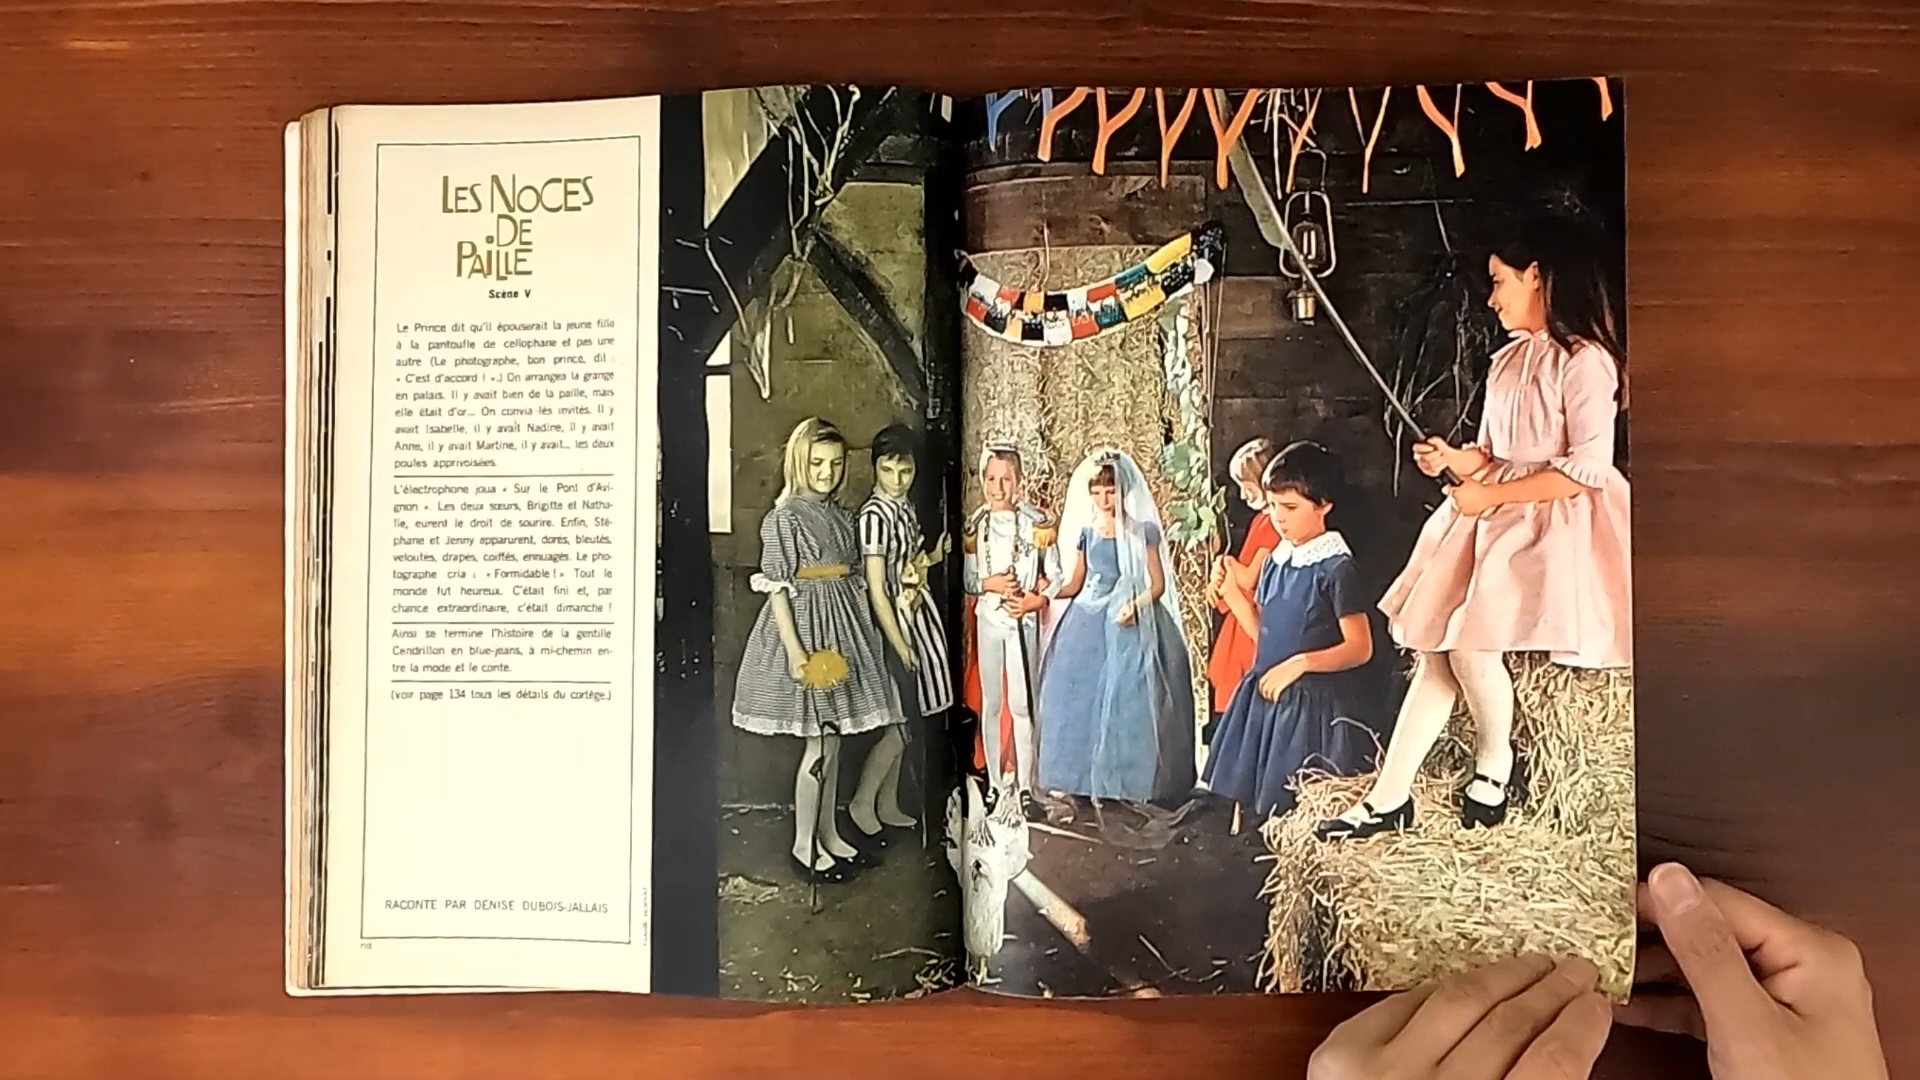 LES NOCES
DE
PAILLE
Scène V
Le Prince dit qu'il épouserait la jeune fille
à la pantoufle de cellophane et pas une
autre (Le photographe, bon prince, dit :
« C'est d'accord ! ».) On arrangea la grange
en palais. Il y avait bien de la paille, mais
elle était d'or... On convia les invités. Il y
avait Isabelle, il y avait Nadine, il y avait
Anne, il y avait Martine, il y avait... les deux
poules apprivoisées.
L'électrophone joua « Sur le Pont d'Avi-
gnon ». Les deux sœurs, Brigitte et Natha-
lie, eurent le droit de sourire. Enfin, Sté-
phane et Jenny apparurent, dorés, bleutés,
veloutés, drapés, coiffés, ennuagés. Le pho-
tographe cria : « Formidable ! » Tout le
monde fut heureux. C'était fini et, par
chance extraordinaire, c'était dimanche !
Ainsi se termine l'histoire de la gentille
Cendrillon en blue-jeans, à mi-chemin en-
tre la mode et le conte.
(voir page 134 tous les détails du cortège.)
RACONTE PAR DENISE DUBOIS-JALLAIS